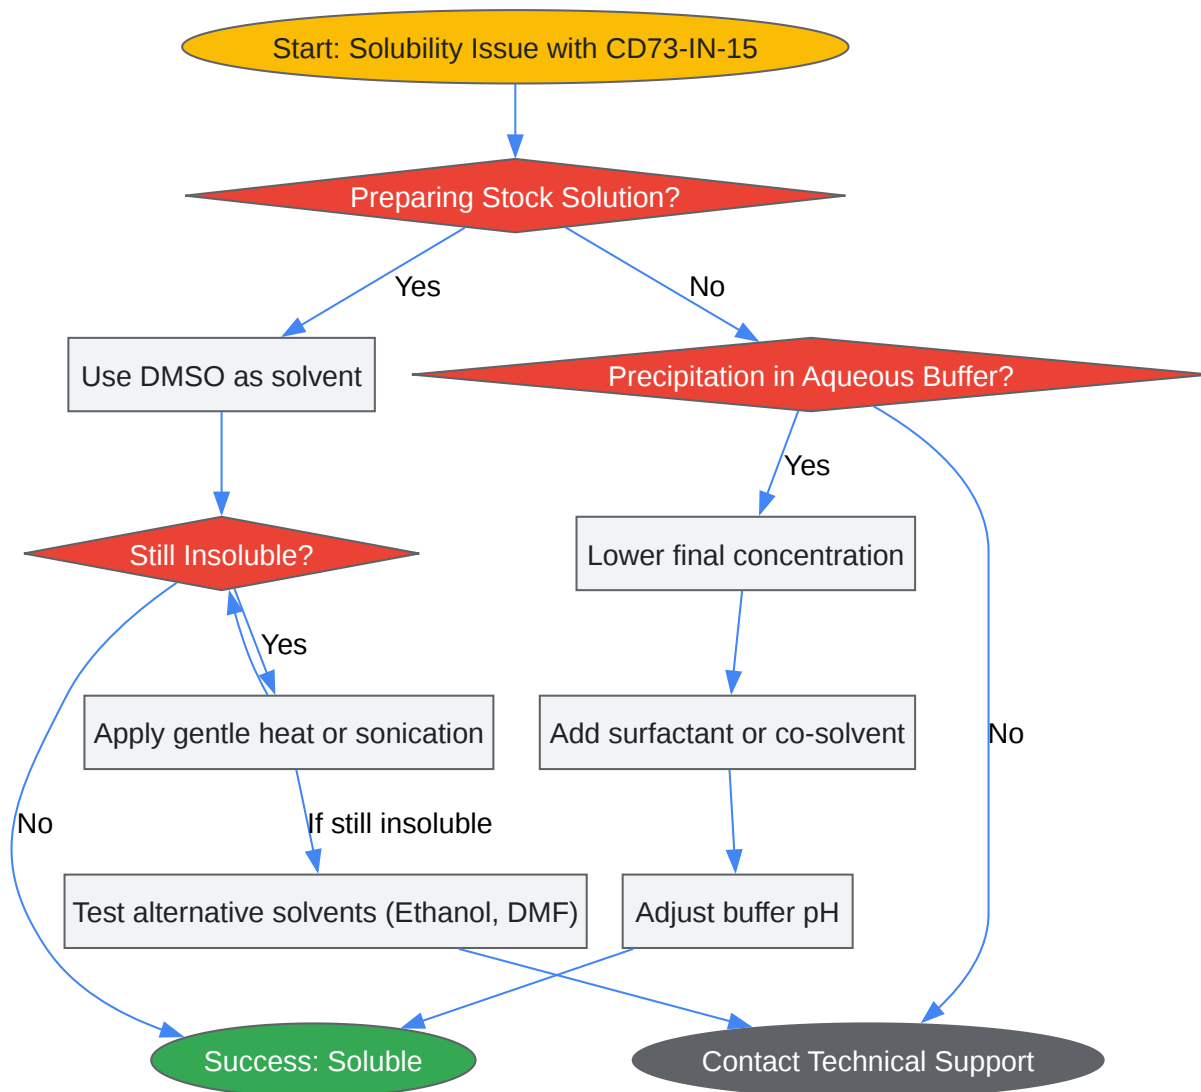 Start: Solubility Issue with CD73-IN-15
Preparing Stock Solution?
Yes
No
Use DMSO as solvent
Precipitation in Aqueous Buffer?
Yes
Still Insoluble?
Lower final concentration
Yes
Apply gentle heat or sonication
Add surfactant or co-solvent
No
No
If still insoluble
Test alternative solvents (Ethanol, DMF)
Adjust buffer pH
Success: Soluble
Contact Technical Support